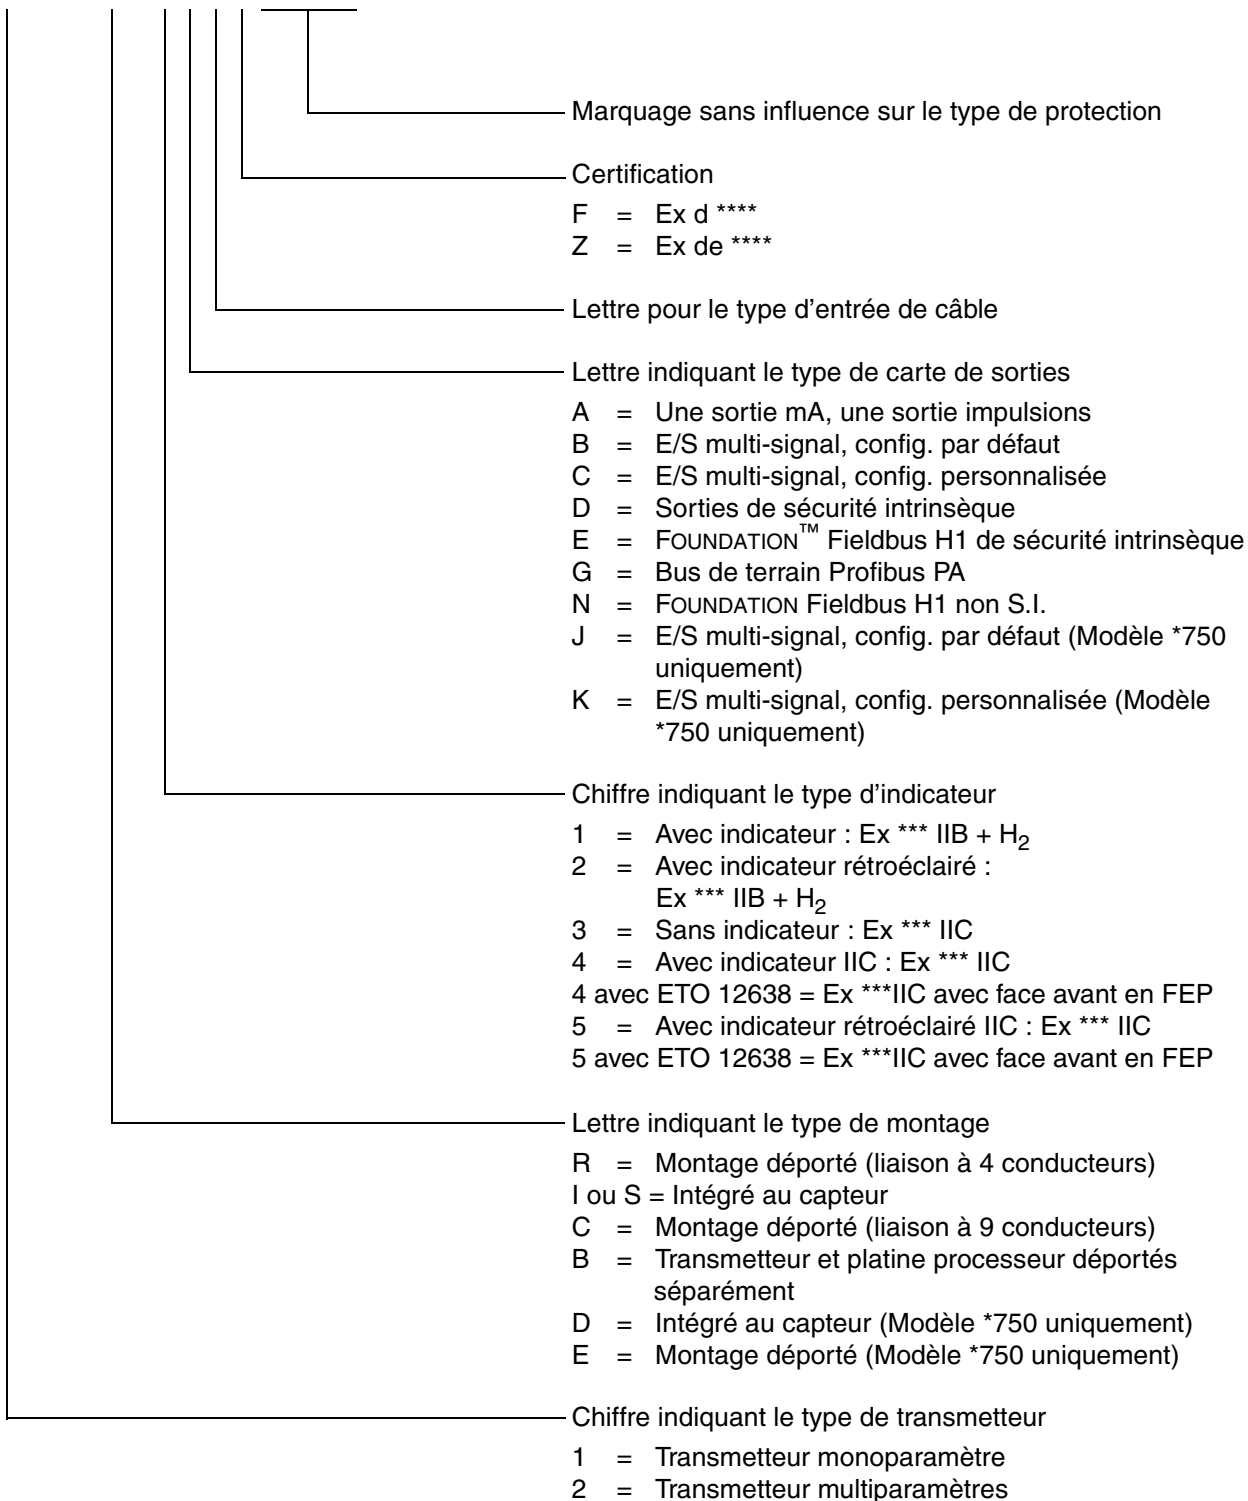 Marquage sans influence sur le type de protection
Certification
F = Ex d ****
Z = Ex de ****
Lettre pour le type d'entrée de câble
Lettre indiquant le type de carte de sorties
A = Une sortie mA, une sortie impulsions
B = E/S multi-signal, config. par défaut
C = E/S multi-signal, config. personnalisée
D = Sorties de sécurité intrinsèque
E = FOUNDATION™ Fieldbus H1 de sécurité intrinsèque
G = Bus de terrain Profibus PA
N = FOUNDATION Fieldbus H1 non S.I.
J = E/S multi-signal, config. par défaut (Modèle *750
uniquement)
K = E/S multi-signal, config. personnalisée (Modèle
*750 uniquement)
Chiffre indiquant le type d'indicateur
1 = Avec indicateur : Ex *** IIB + H2
2 = Avec indicateur rétroéclairé :
Ex *** IIB + H2
3 = Sans indicateur : Ex *** IIC
4 = Avec indicateur IIC : Ex *** IIC
4 avec ETO 12638 = Ex ***IIC avec face avant en FEP
5 = Avec indicateur rétroéclairé IIC : Ex *** IIC
5 avec ETO 12638 = Ex ***IIC avec face avant en FEP
Lettre indiquant le type de montage
R = Montage déporté (liaison à 4 conducteurs)
I ou S = Intégré au capteur
C = Montage déporté (liaison à 9 conducteurs)
B = Transmetteur et platine processeur déportés
séparément
D = Intégré au capteur (Modèle *750 uniquement)
E = Montage déporté (Modèle *750 uniquement)
Chiffre indiquant le type de transmetteur
1 = Transmetteur monoparamètre
2 = Transmetteur multiparamètres